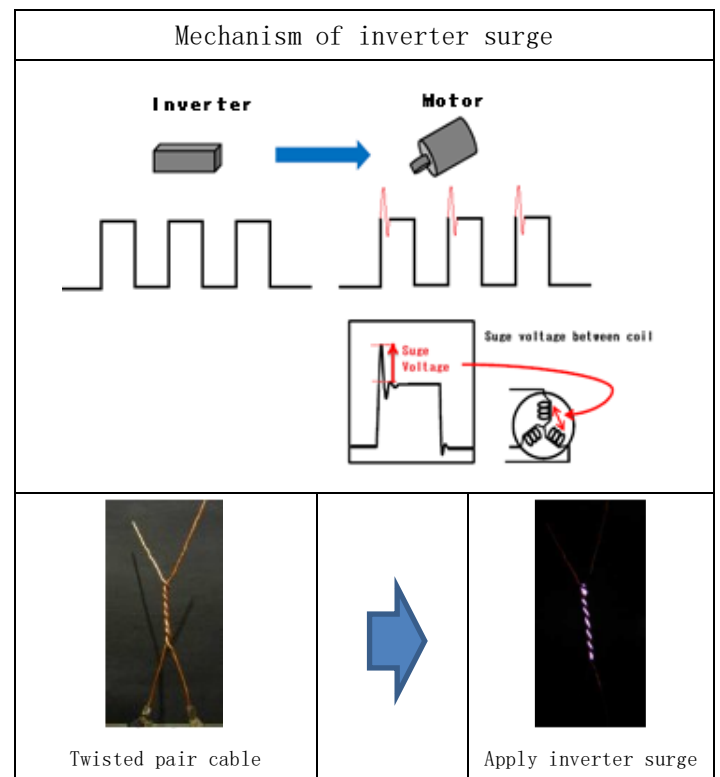 Mechanism of inverter surge
Inverter
Motor
Suge voltage between coil
Suge
Voltage
Twisted pair cable
Apply inverter surge